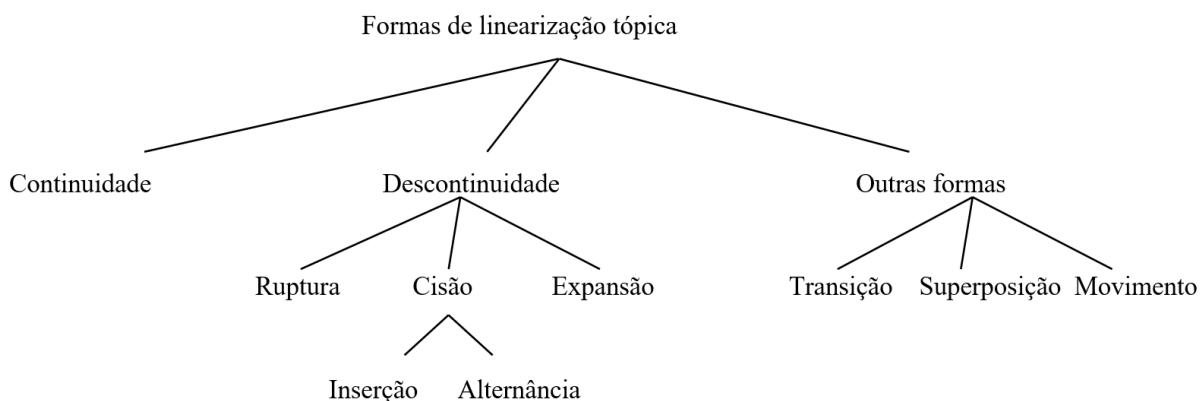 Formas de linearização tópica
Continuidade Descontinuidade Outras formas
Ruptura Cisão Expansão Transição Superposição Movimento
Inserção Alternância